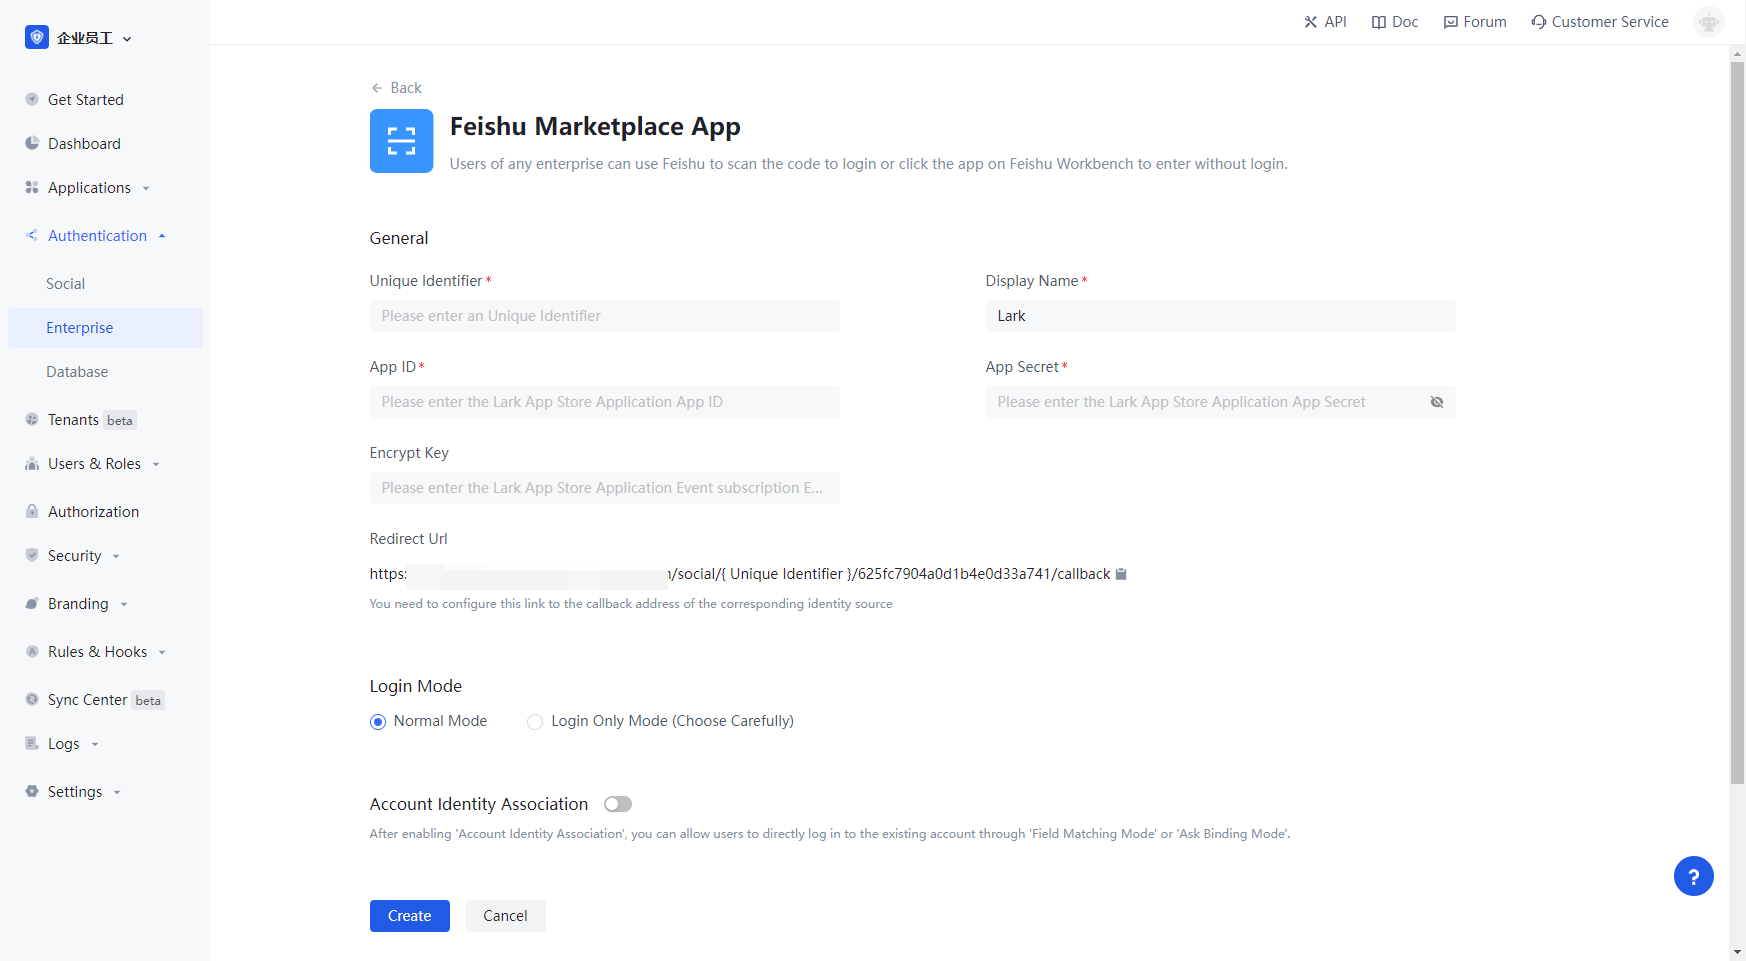 企业员工
API
Doc
Forum
Customer Service
Get Started
Dashboard
Applications
Authentication
Social
Enterprise
Database
Tenants beta
Users & Roles
Authorization
Security
Branding
Rules & Hooks
Sync Center beta
Logs
Settings
Back
Feishu Marketplace App
Users of any enterprise can use Feishu to scan the code to login or click the app on Feishu Workbench to enter without login.
General
Unique Identifier*
Please enter an Unique Identifier
Display Name*
Lark
App ID*
Please enter the Lark App Store Application App ID
App Secret*
Please enter the Lark App Store Application App Secret
Encrypt Key
Please enter the Lark App Store Application Event subscription E...
Redirect Url
https: /social/{ Unique Identifier }/625fc7904a0d1b4e0d33a741/callback
You need to configure this link to the callback address of the corresponding identity source
Login Mode
Normal Mode
Login Only Mode (Choose Carefully)
Account Identity Association
After enabling 'Account Identity Association', you can allow users to directly log in to the existing account through 'Field Matching Mode' or 'Ask Binding Mode'.
Create
Cancel
?